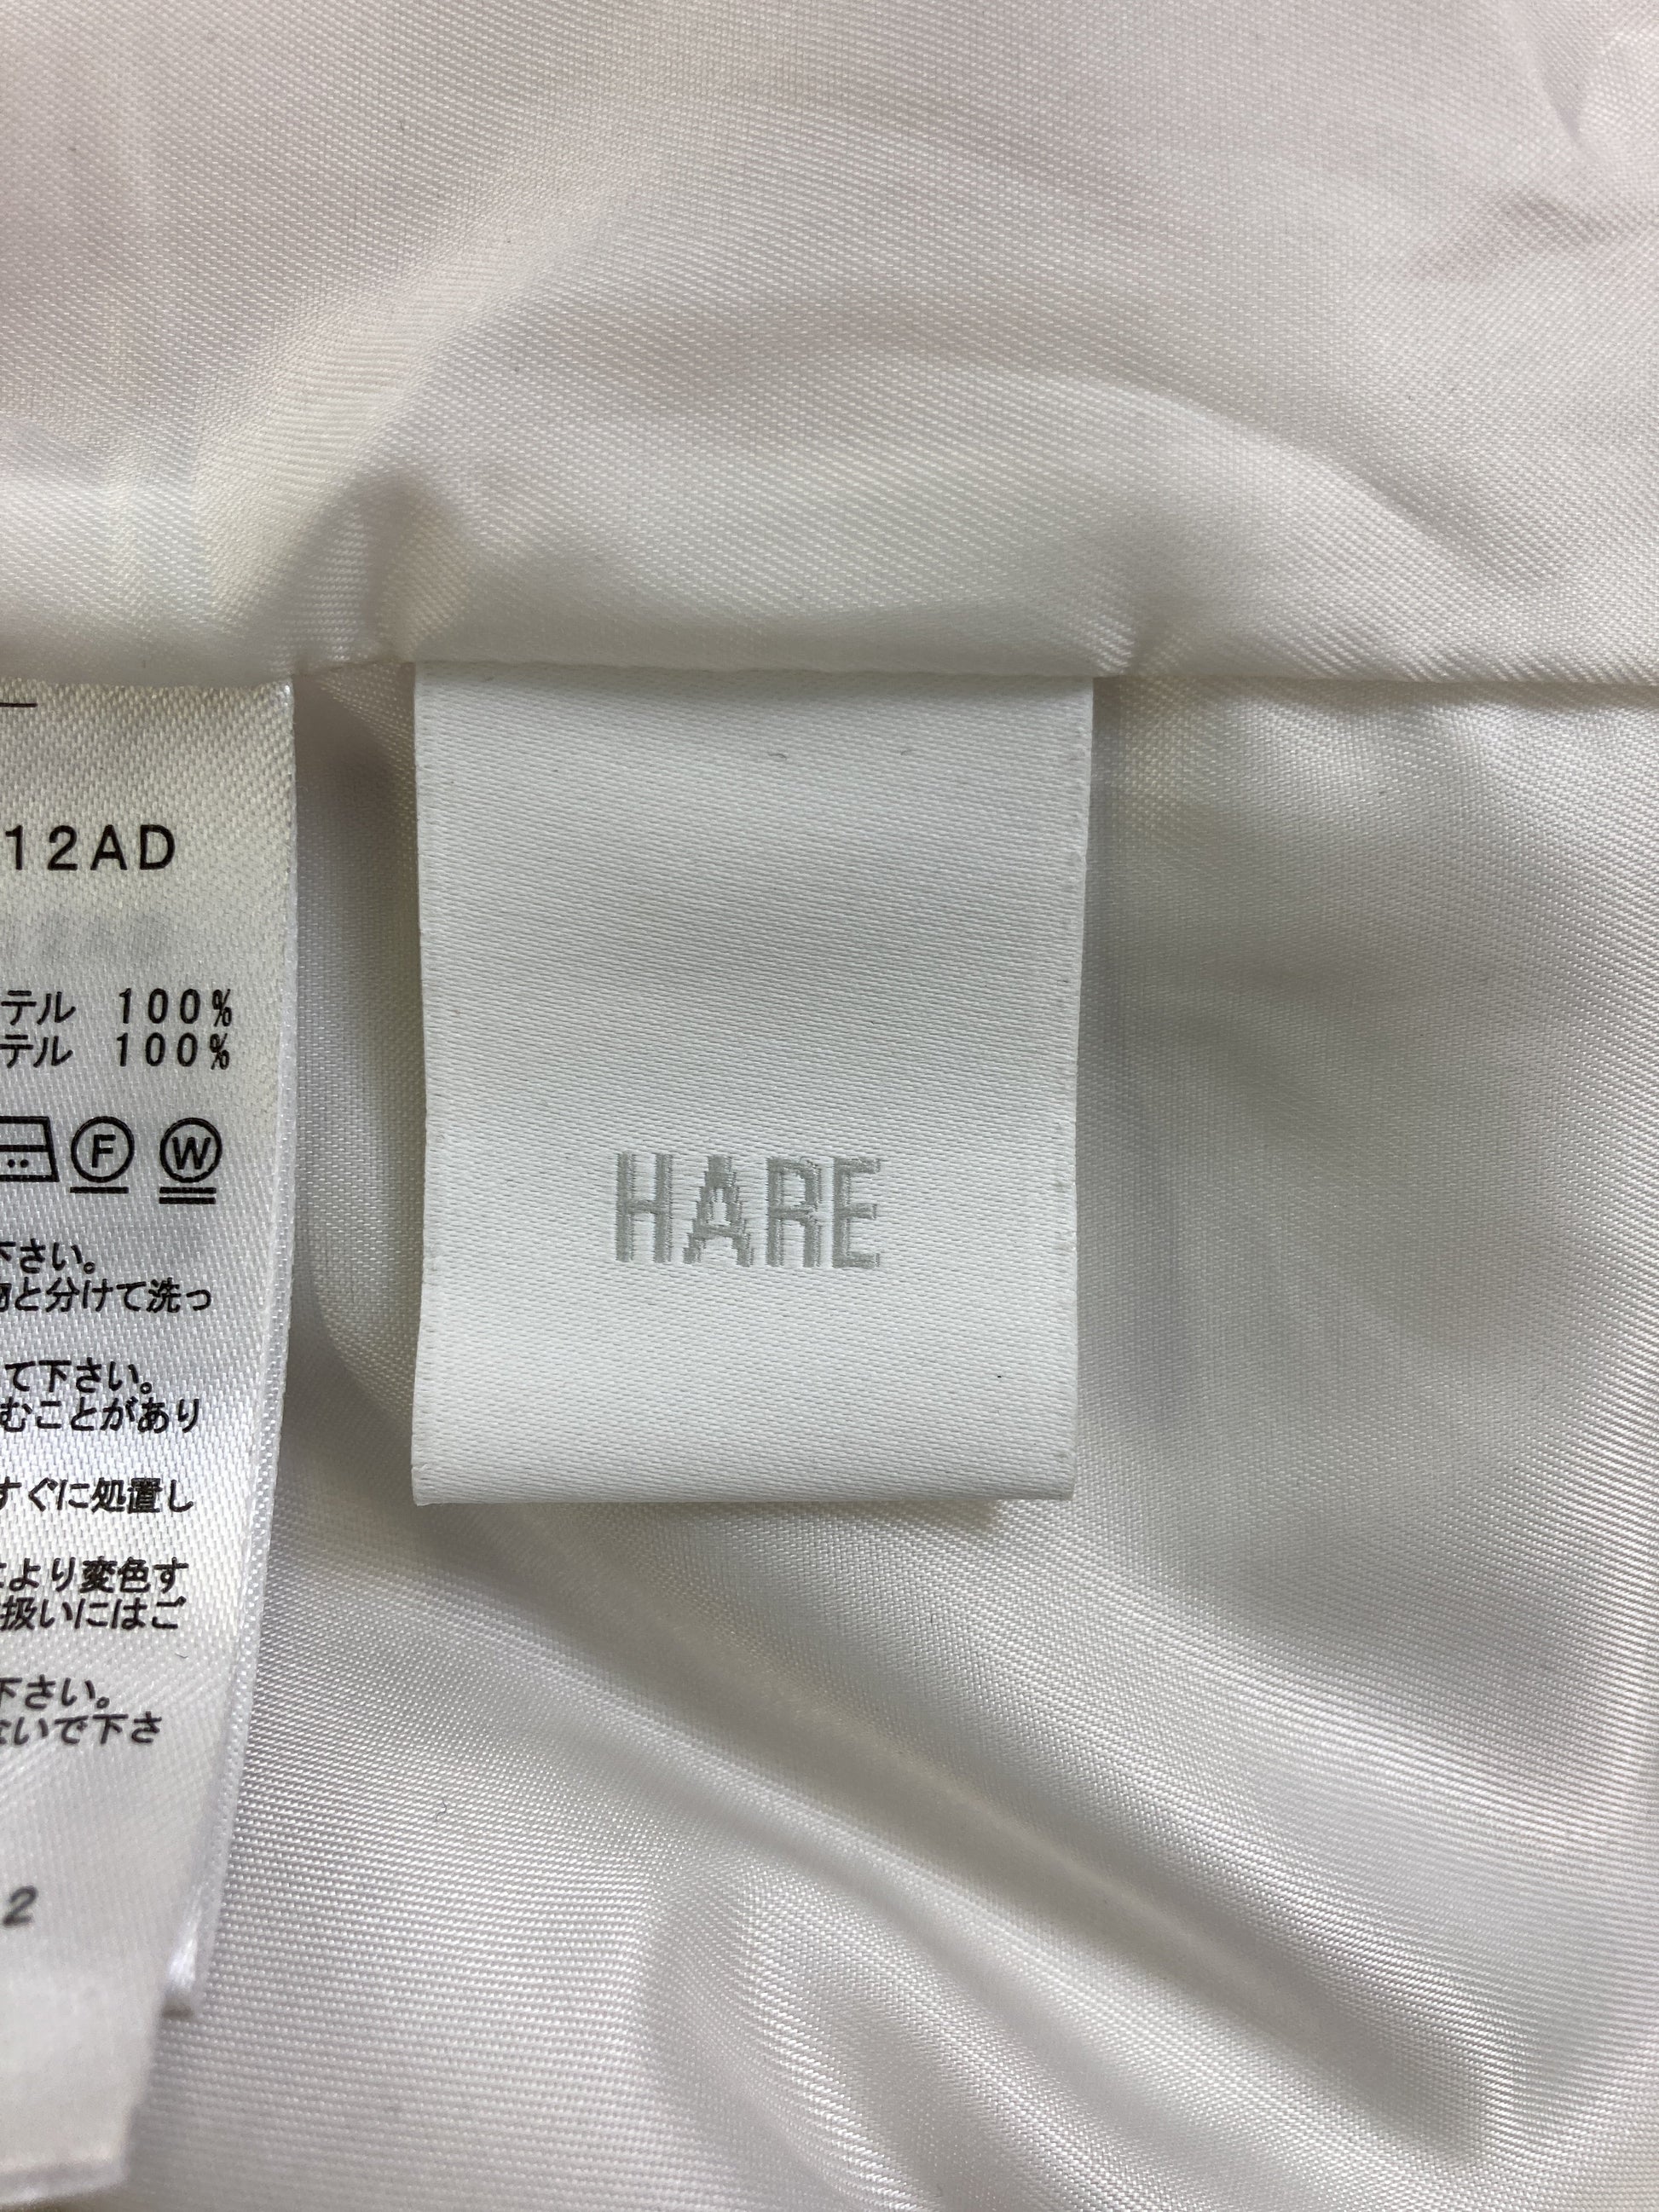 12AD
テル 100%
テル 100%
F W
下さい。
物と分けて洗っ
て下さい。
むことがあり
すぐに処置し
より変色す
扱いにはご
下さい。
ないで下さ
2
HARE